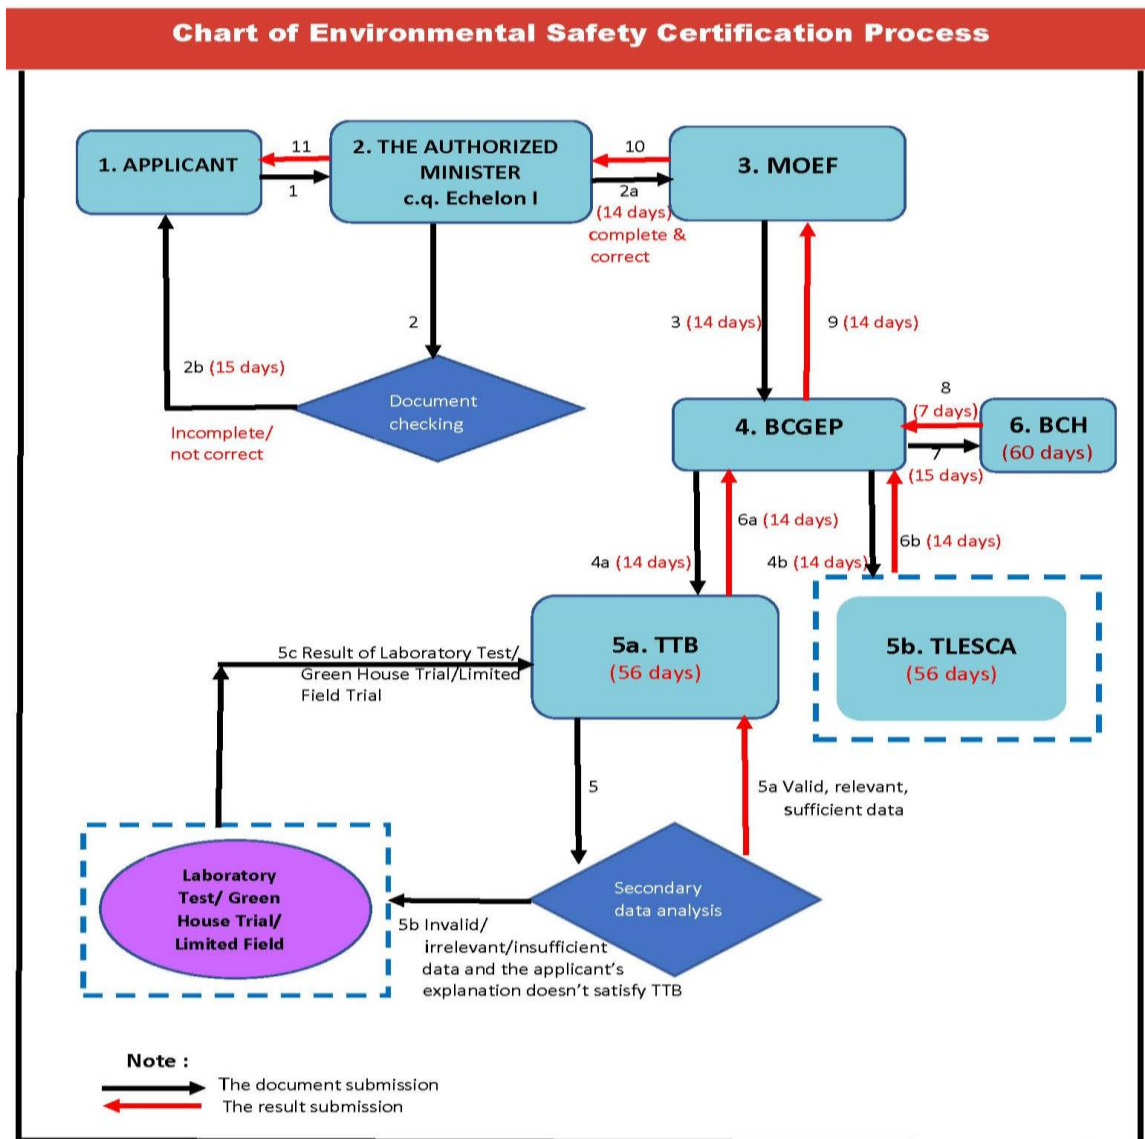 Chart of Environmental Safety Certification Process
1. APPLICANT
11
1
2. THE AUTHORIZED
MINISTER
c.q. Echelon I
10
2a
(14 days)
complete &
correct
3. MOEF
2
2b (15 days)
Incomplete/
not correct
Document
checking
3 (14 days)
9 (14 days)
4. BCGEP
8
(7 days)
7
(15 days)
6. BCH
(60 days)
4a (14 days)
6a (14 days)
4b (14 days)
6b (14 days)
5a. TTB
(56 days)
5b. TLESCA
(56 days)
5c Result of Laboratory Test/
Green House Trial/Limited
Field Trial
5
5a Valid, relevant,
sufficient data
Laboratory
Test/ Green
House Trial/
Limited Field
Secondary
data analysis
5b Invalid/
irrelevant/insufficient
data and the applicant's
explanation doesn't satisfy TTB
Note :
The document submission
The result submission